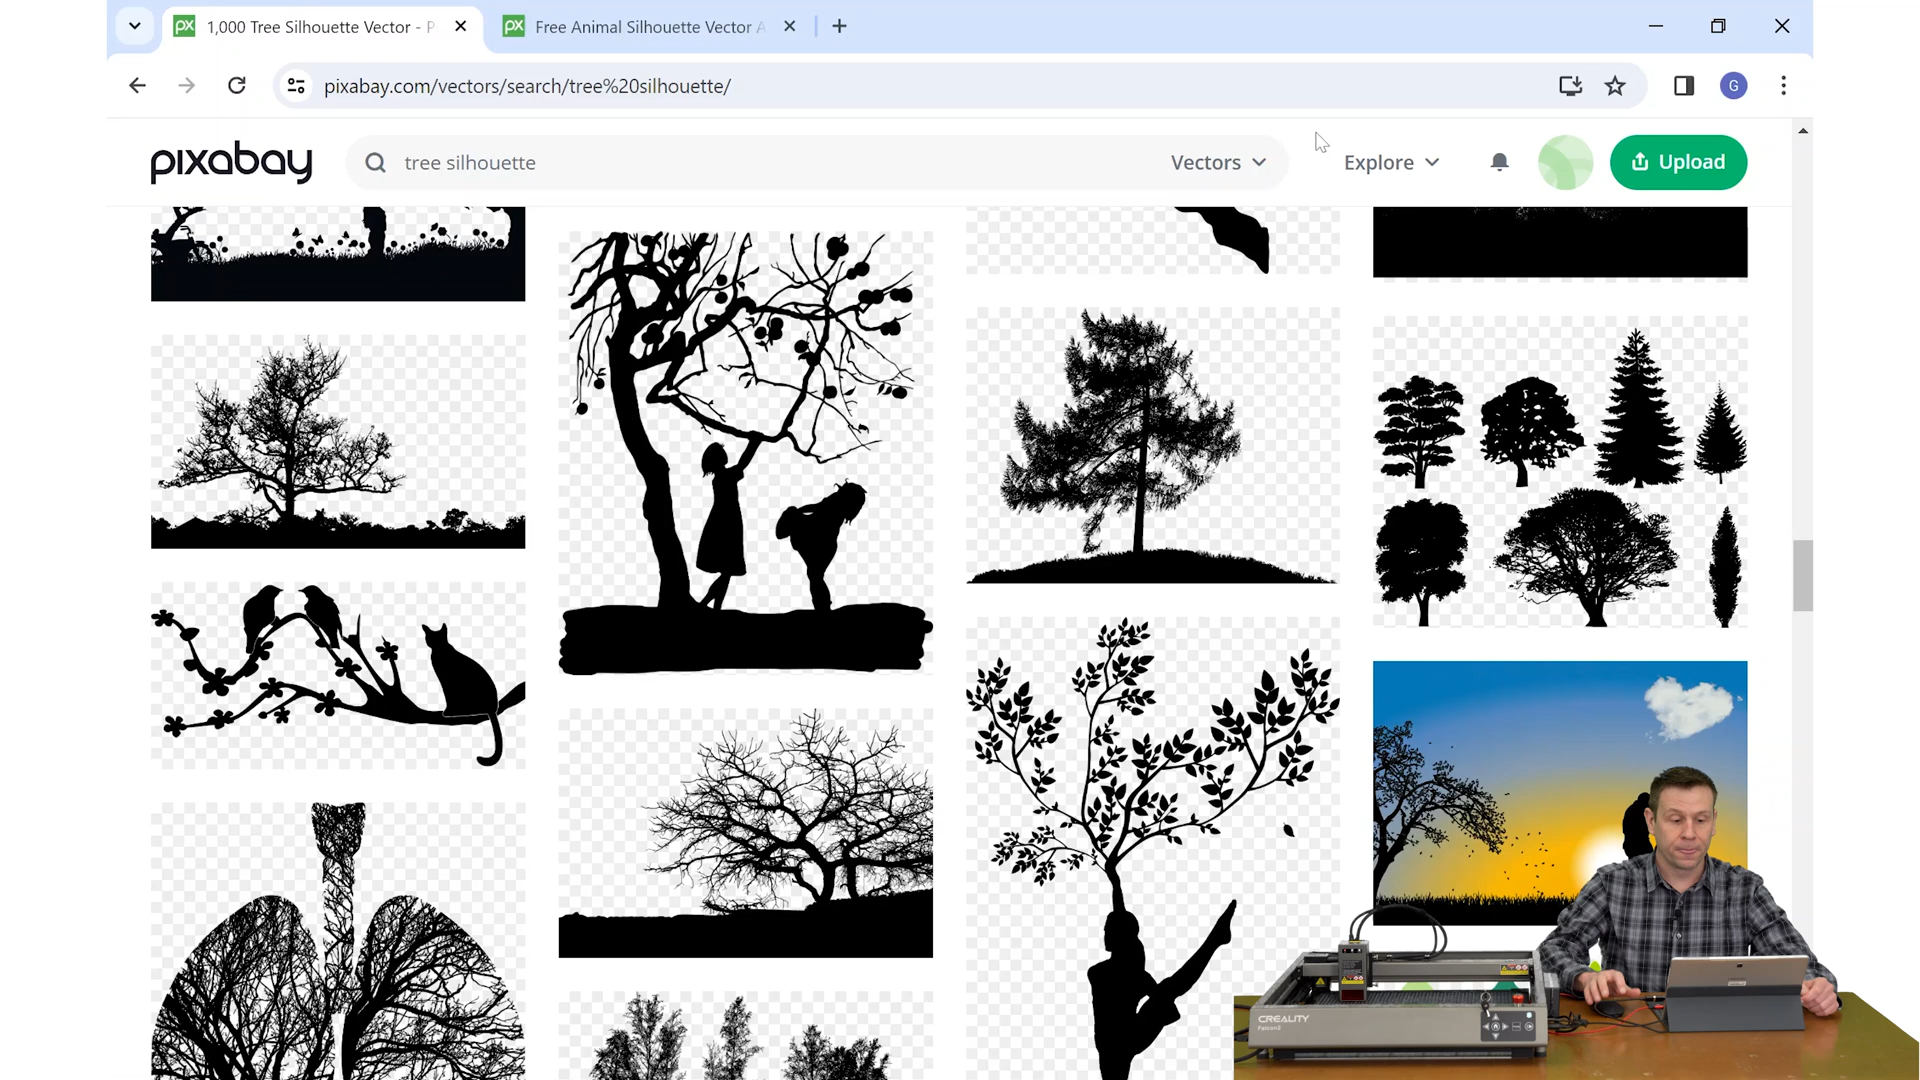 1,000 Tree Silhouette Vector - P
Free Animal Silhouette Vector A
pixabay.com/vectors/search/tree%20silhouette/
G
pixabay
tree silhouette
Vectors
Explore
Upload
CREALITY
Falcon2